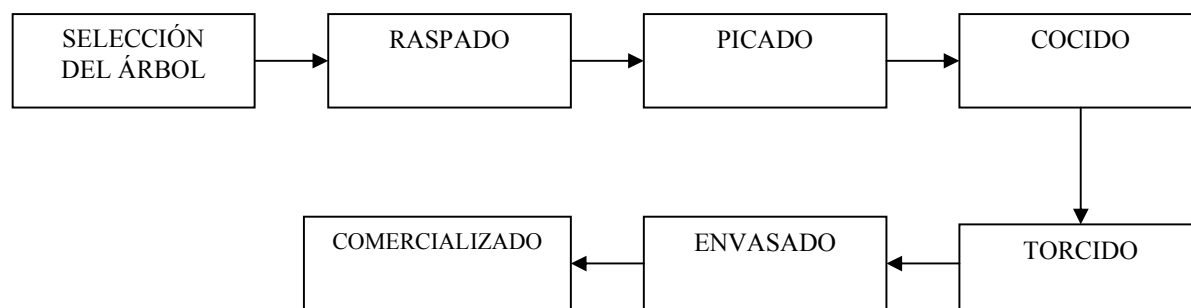 SELECCIÓN
DEL ÁRBOL
RASPADO
PICADO
COCIDO
TORCIDO
ENVASADO
COMERCIALIZADO